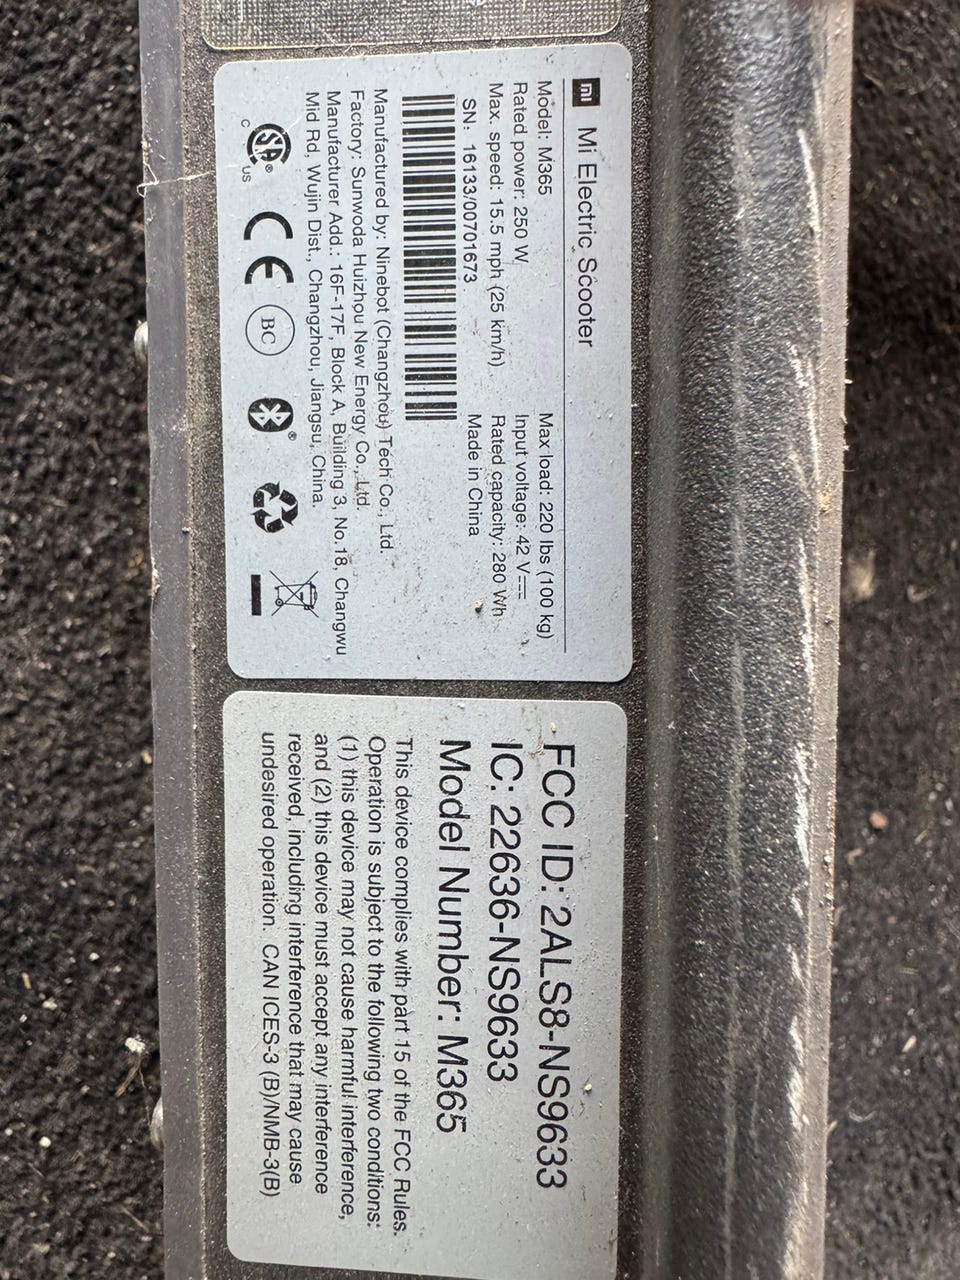 mi Mi Electric Scooter
Model: M365 Max load: 220 lbs (100 kg)
Rated power: 250 W Input voltage: 42 V
Max. speed: 15.5 mph (25 km/h) Rated capacity: 280 Wh
SN: 16133/00701673 Made in China
Manufactured by: Ninebot (Changzhou) Tech Co., Ltd.
Factory: Sunwoda Huizhou New Energy Co., Ltd.
Manufacturer Add.: 16F-17F, Block A, Building 3, No.18, Changwu
Mid Rd, Wujin Dist., Changzhou, Jiangsu, China.
C SA ® US CE BC ®
FCC ID: 2ALS8-NS9633
IC: 22636-NS9633
Model Number: M365
This device complies with part 15 of the FCC Rules.
Operation is subject to the following two conditions:
(1) this device may not cause harmful interference,
and (2) this device must accept any interference
received, including interference that may cause
undesired operation. CAN ICES-3 (B)/NMB-3(B)